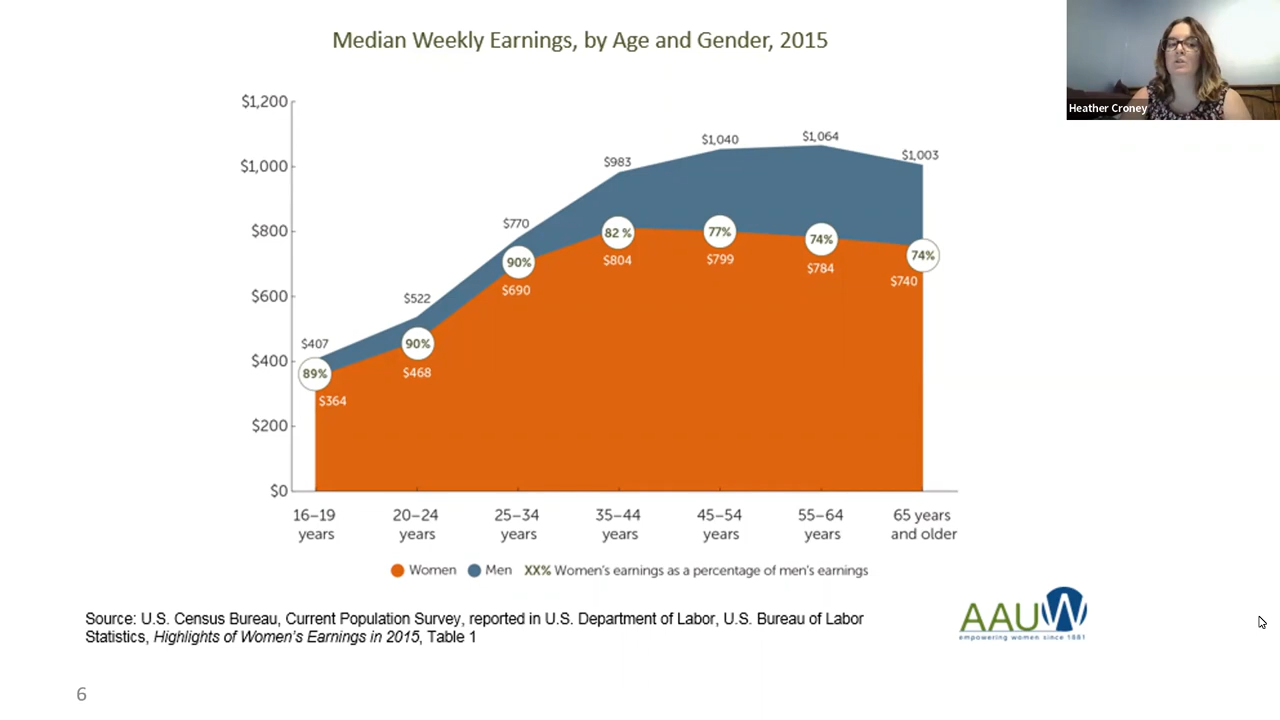 Median Weekly Earnings, by Age and Gender, 2015
Heather Croney
$1,200
$1,000
$800
$600
$400
$200
$0
$407
$522
$770
$983
$1,040
$1,064
$1,003
89%
90%
90%
82 %
77%
74%
74%
$364
$468
$690
$804
$799
$784
$740
16–19 years
20–24 years
25–34 years
35–44 years
45–54 years
55–64 years
65 years and older
Women Men XX% Women's earnings as a percentage of men's earnings
Source: U.S. Census Bureau, Current Population Survey, reported in U.S. Department of Labor, U.S. Bureau of Labor
Statistics, Highlights of Women's Earnings in 2015, Table 1
AAUW
empowering women since 1881
6